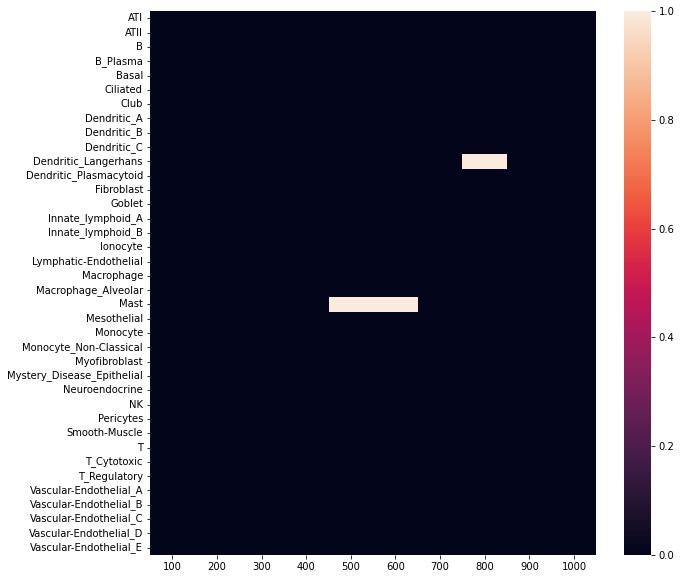 ATI
ATII
B
B_Plasma
Basal
Ciliated
Club
Dendritic_A
Dendritic_B
Dendritic_C
Dendritic_Langerhans
Dendritic_Plasmacytoid
Fibroblast
Goblet
Innate_lymphoid_A
Innate_lymphoid_B
Ionocyte
Lymphatic-Endothelial
Macrophage
Macrophage_Alveolar
Mast
Mesothelial
Monocyte
Monocyte_Non-Classical
Myofibroblast
Mystery_Disease_Epithelial
Neuroendocrine
NK
Pericytes
Smooth-Muscle
T
T_Cytotoxic
T_Regulatory
Vascular-Endothelial_A
Vascular-Endothelial_B
Vascular-Endothelial_C
Vascular-Endothelial_D
Vascular-Endothelial_E
100 200 300 400 500 600 700 800 900 1000
1.0
0.8
0.6
0.4
0.2
0.0